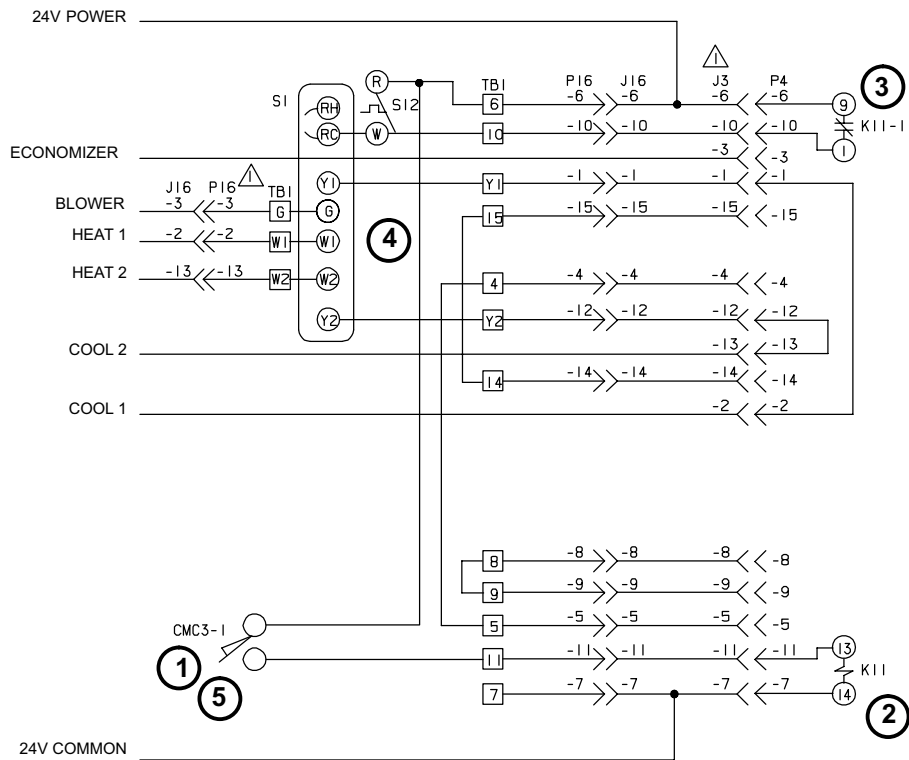 24V POWER
S1 RH R S12 TB1 6 P16 -6 J16 -6 J3 -6 P4 -6 9 3
RC W 10 -10 -10 -10 -10 K11-1 1
ECONOMIZER -3 -3
J16 P16 1 TB1 Y1 Y1 -1 -1 -1 -1
BLOWER -3 -3 G G 15 -15 -15 -15 -15
HEAT 1 -2 -2 W1 W1 4
HEAT 2 -13 -13 W2 W2 4 -4 -4 -4 -4
Y2 Y2 -12 -12 -12 -12
COOL 2 -13 -13
14 -14 -14 -14 -14
COOL 1 -2 -2
8 -8 -8 -8 -8
9 -9 -9 -9 -9
CMC3-1 5 -5 -5 -5 -5
1 11 -11 -11 -11 -11 13
K11
5 7 -7 -7 -7 -7 14
2
24V COMMON